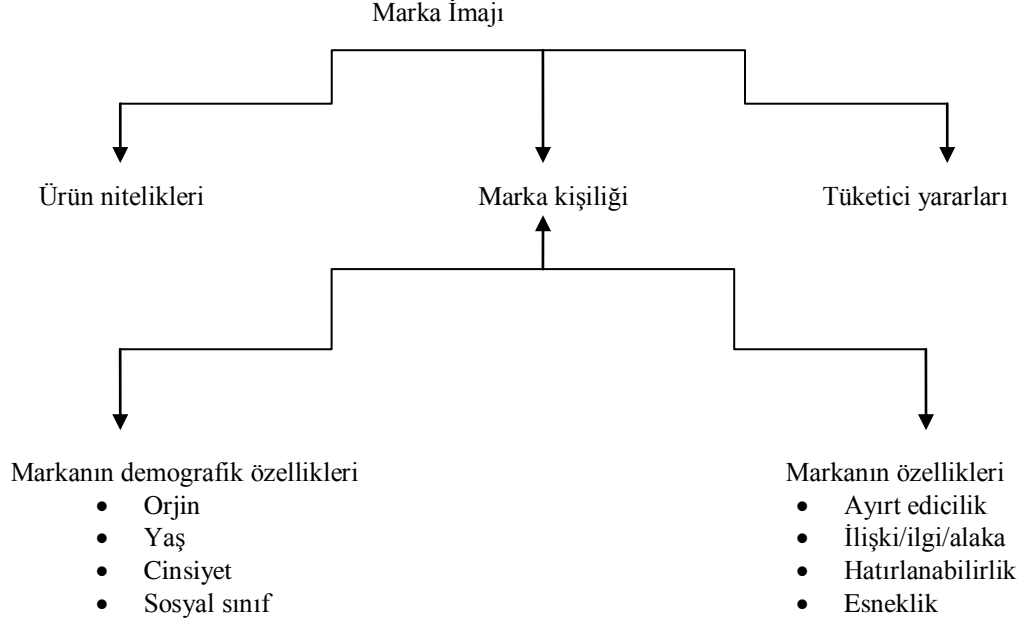 Marka İmajı
Ürün nitelikleri
Marka kişiliği
Tüketici yararları
Markanın demografik özellikleri
• Orjin
• Yaş
• Cinsiyet
• Sosyal sınıf
Markanın özellikleri
• Ayırt edicilik
• İlişki/ilgi/alaka
• Hatırlanabilirlik
• Esneklik